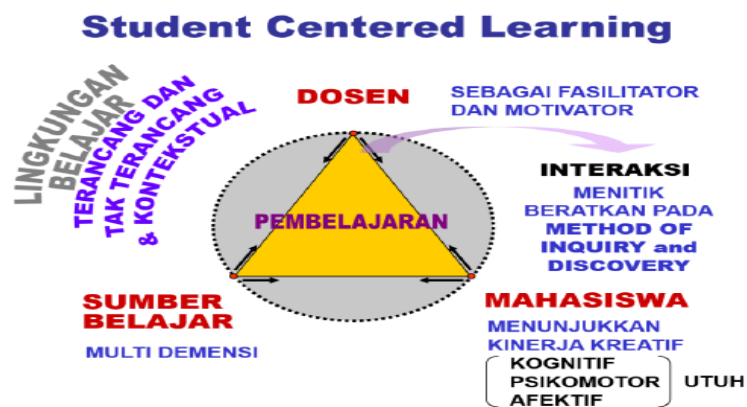 Student Centered Learning
LINGKUNGAN
BELAJAR
TERANCANG DAN
TAK TERANCANG
& KONTEKSTUAL
DOSEN
SEBAGAI FASILITATOR
DAN MOTIVATOR
INTERAKSI
MENITIK
BERATKAN PADA
METHOD OF
INQUIRY and
DISCOVERY
PEMBELAJARAN
SUMBER
BELAJAR
MULTI DEMENSI
MAHASISWA
MENUNJUKKAN
KINERJA KREATIF
KOGNITIF
PSIKOMOTOR
AFEKTIF
UTUH